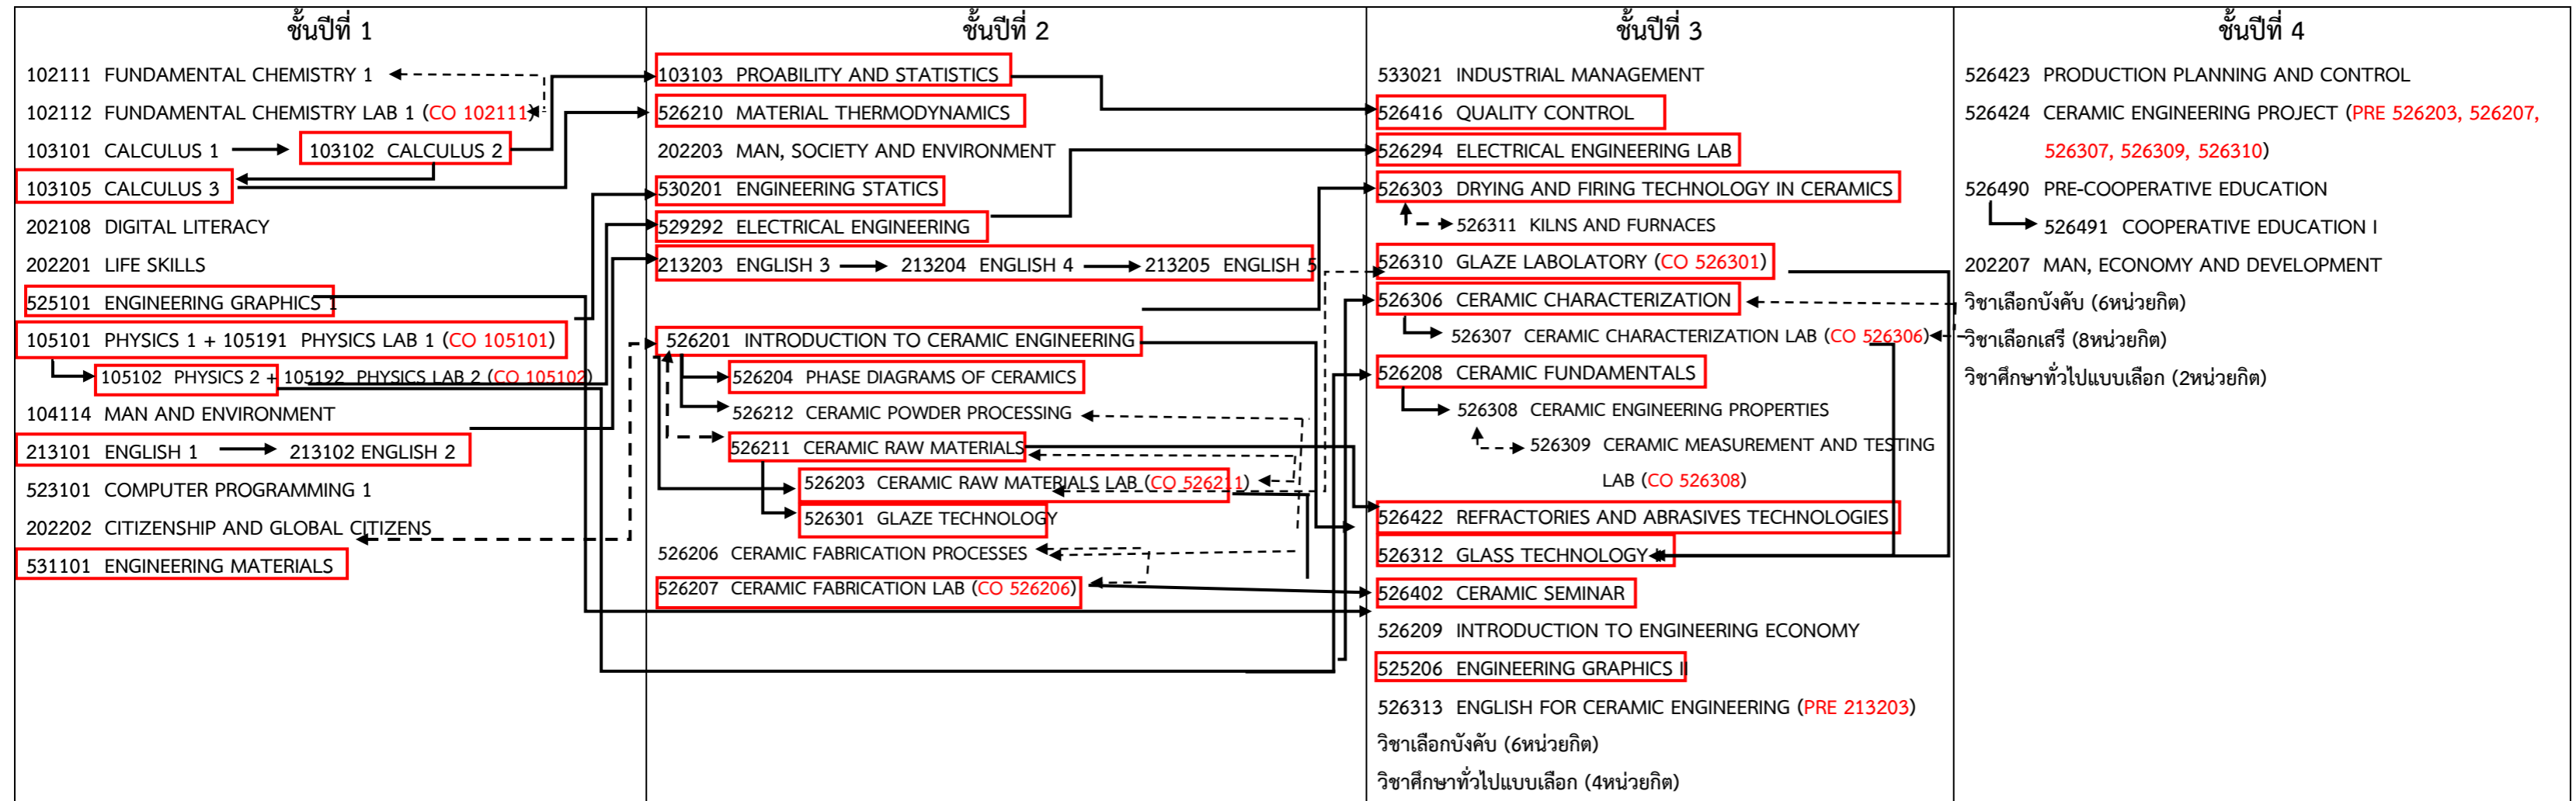 ชั้นปีที่ 1
102111 FUNDAMENTAL CHEMISTRY 1
102112 FUNDAMENTAL CHEMISTRY LAB 1 (CO 102111)
103101 CALCULUS 1 103102 CALCULUS 2
103105 CALCULUS 3
202108 DIGITAL LITERACY
202201 LIFE SKILLS
525101 ENGINEERING GRAPHICS 1
105101 PHYSICS 1 + 105191 PHYSICS LAB 1 (CO 105101)
105102 PHYSICS 2 + 105192 PHYSICS LAB 2 (CO 105102)
104114 MAN AND ENVIRONMENT
213101 ENGLISH 1 213102 ENGLISH 2
523101 COMPUTER PROGRAMMING 1
202202 CITIZENSHIP AND GLOBAL CITIZENS
531101 ENGINEERING MATERIALS
ชั้นปีที่ 2
103103 PROABILITY AND STATISTICS
526210 MATERIAL THERMODYNAMICS
202203 MAN, SOCIETY AND ENVIRONMENT
530201 ENGINEERING STATICS
529292 ELECTRICAL ENGINEERING
213203 ENGLISH 3 213204 ENGLISH 4 213205 ENGLISH 5
526201 INTRODUCTION TO CERAMIC ENGINEERING
526204 PHASE DIAGRAMS OF CERAMICS
526212 CERAMIC POWDER PROCESSING
526211 CERAMIC RAW MATERIALS
526203 CERAMIC RAW MATERIALS LAB (CO 526211)
526301 GLAZE TECHNOLOGY
526206 CERAMIC FABRICATION PROCESSES
526207 CERAMIC FABRICATION LAB (CO 526206)
ชั้นปีที่ 3
533021 INDUSTRIAL MANAGEMENT
526416 QUALITY CONTROL
526294 ELECTRICAL ENGINEERING LAB
526303 DRYING AND FIRING TECHNOLOGY IN CERAMICS
526311 KILNS AND FURNACES
526310 GLAZE LABOLATORY (CO 526301)
526306 CERAMIC CHARACTERIZATION
526307 CERAMIC CHARACTERIZATION LAB (CO 526306)
526208 CERAMIC FUNDAMENTALS
526308 CERAMIC ENGINEERING PROPERTIES
526309 CERAMIC MEASUREMENT AND TESTING
LAB (CO 526308)
526422 REFRACTORIES AND ABRASIVES TECHNOLOGIES
526312 GLASS TECHNOLOGY
526402 CERAMIC SEMINAR
526209 INTRODUCTION TO ENGINEERING ECONOMY
525206 ENGINEERING GRAPHICS II
526313 ENGLISH FOR CERAMIC ENGINEERING (PRE 213203)
วิชาเลือกบังคับ (6หน่วยกิต)
วิชาศึกษาทั่วไปแบบเลือก (4หน่วยกิต)
ชั้นปีที่ 4
526423 PRODUCTION PLANNING AND CONTROL
526424 CERAMIC ENGINEERING PROJECT (PRE 526203, 526207,
526307, 526309, 526310)
526490 PRE-COOPERATIVE EDUCATION
526491 COOPERATIVE EDUCATION I
202207 MAN, ECONOMY AND DEVELOPMENT
วิชาเลือกบังคับ (6หน่วยกิต)
วิชาเลือกเสรี (8หน่วยกิต)
วิชาศึกษาทั่วไปแบบเลือก (2หน่วยกิต)